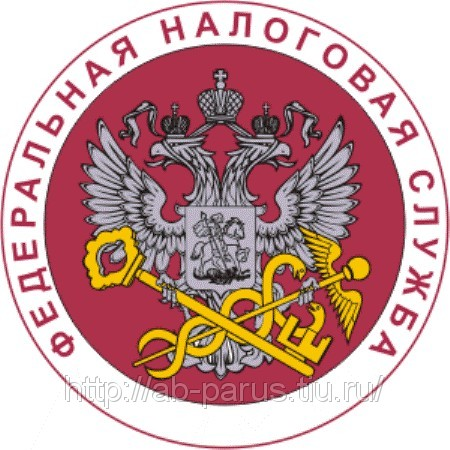 ФЕДЕРАЛЬНАЯ НАЛОГОВАЯ СЛУЖБА
http://ab-parus.tiu.ru/